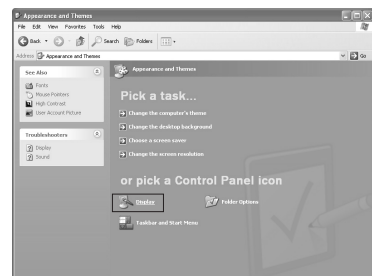 Appearance and Themes
File Edit View Favorites Tools Help
Back Search Folders
Address Appearance and Themes Go
See Also
Fonts
Mouse Pointers
High Contrast
User Account Picture
Troubleshooters
Display
Sound
Appearance and Themes
Pick a task...
Change the computer's theme
Change the desktop background
Choose a screen saver
Change the screen resolution
or pick a Control Panel icon
Display Folder Options
Taskbar and Start Menu